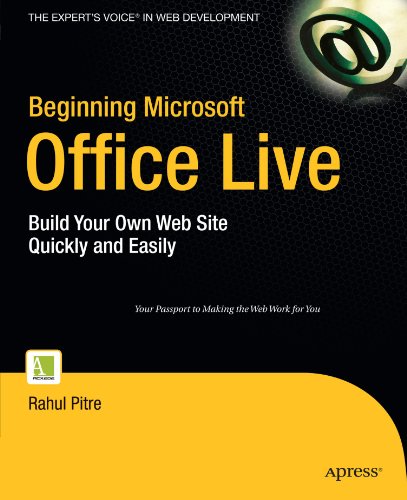 THE EXPERT'S VOICE® IN WEB DEVELOPMENT
Beginning Microsoft
Office Live
Build Your Own Web Site
Quickly and Easily
Your Passport to Making the Web Work for You
Rahul Pitre
Apress®